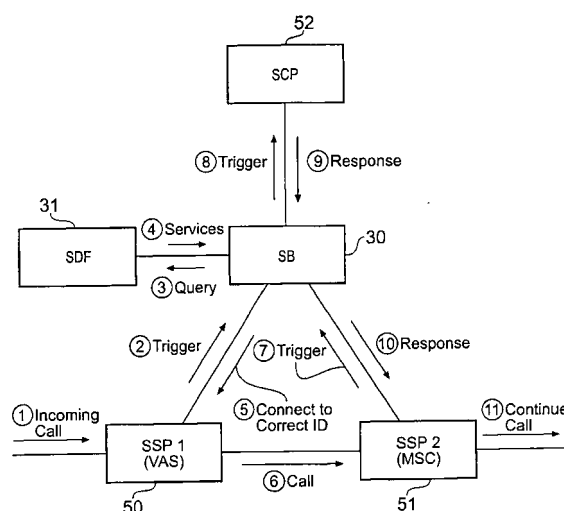 52
SCP
⑧ Trigger
⑨ Response
31
④ Services
30
SDF
SB
③ Query
② Trigger
⑦ Trigger
⑩ Response
① Incoming
Call
⑤ Connect to
Correct ID
⑪ Continue
Call
SSP 1
(VAS)
SSP 2
(MSC)
⑥ Call
50
51